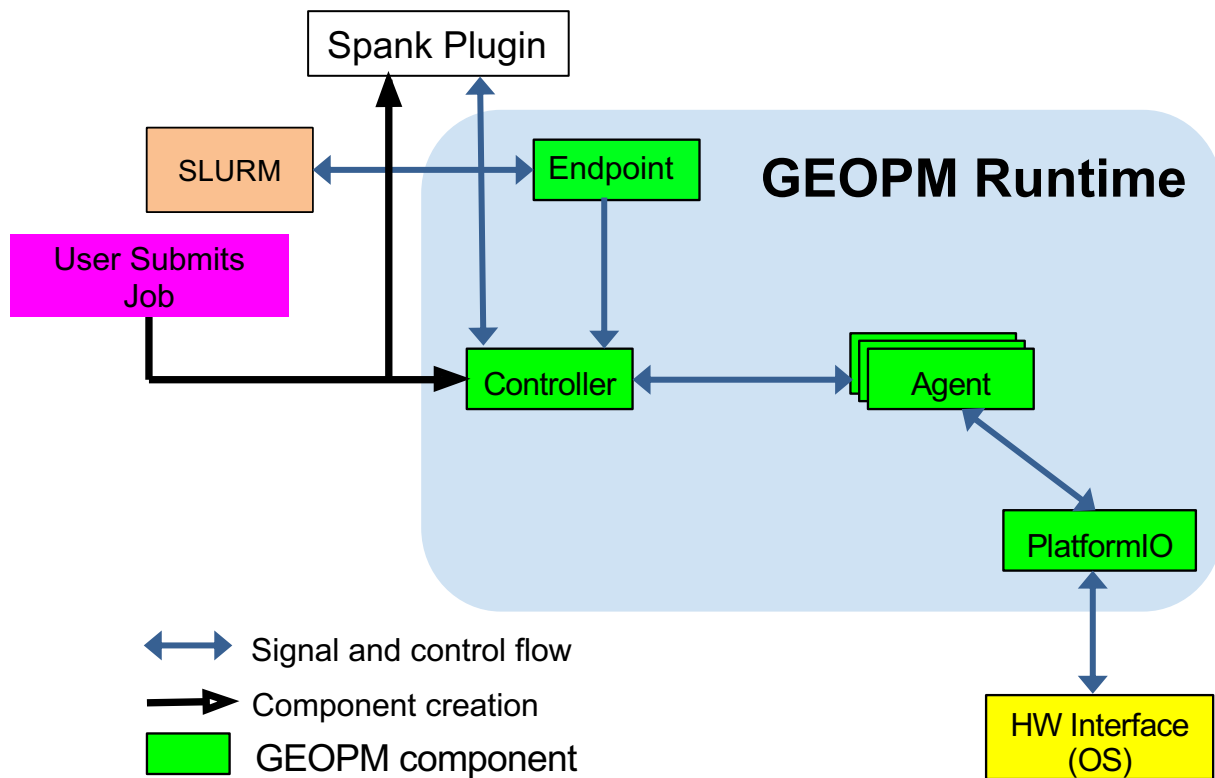 Spank Plugin
SLURM
Endpoint
GEOPM Runtime
User Submits
Job
Controller
Agent
PlatformIO
Signal and control flow
Component creation
GEOPM component
HW Interface
(OS)